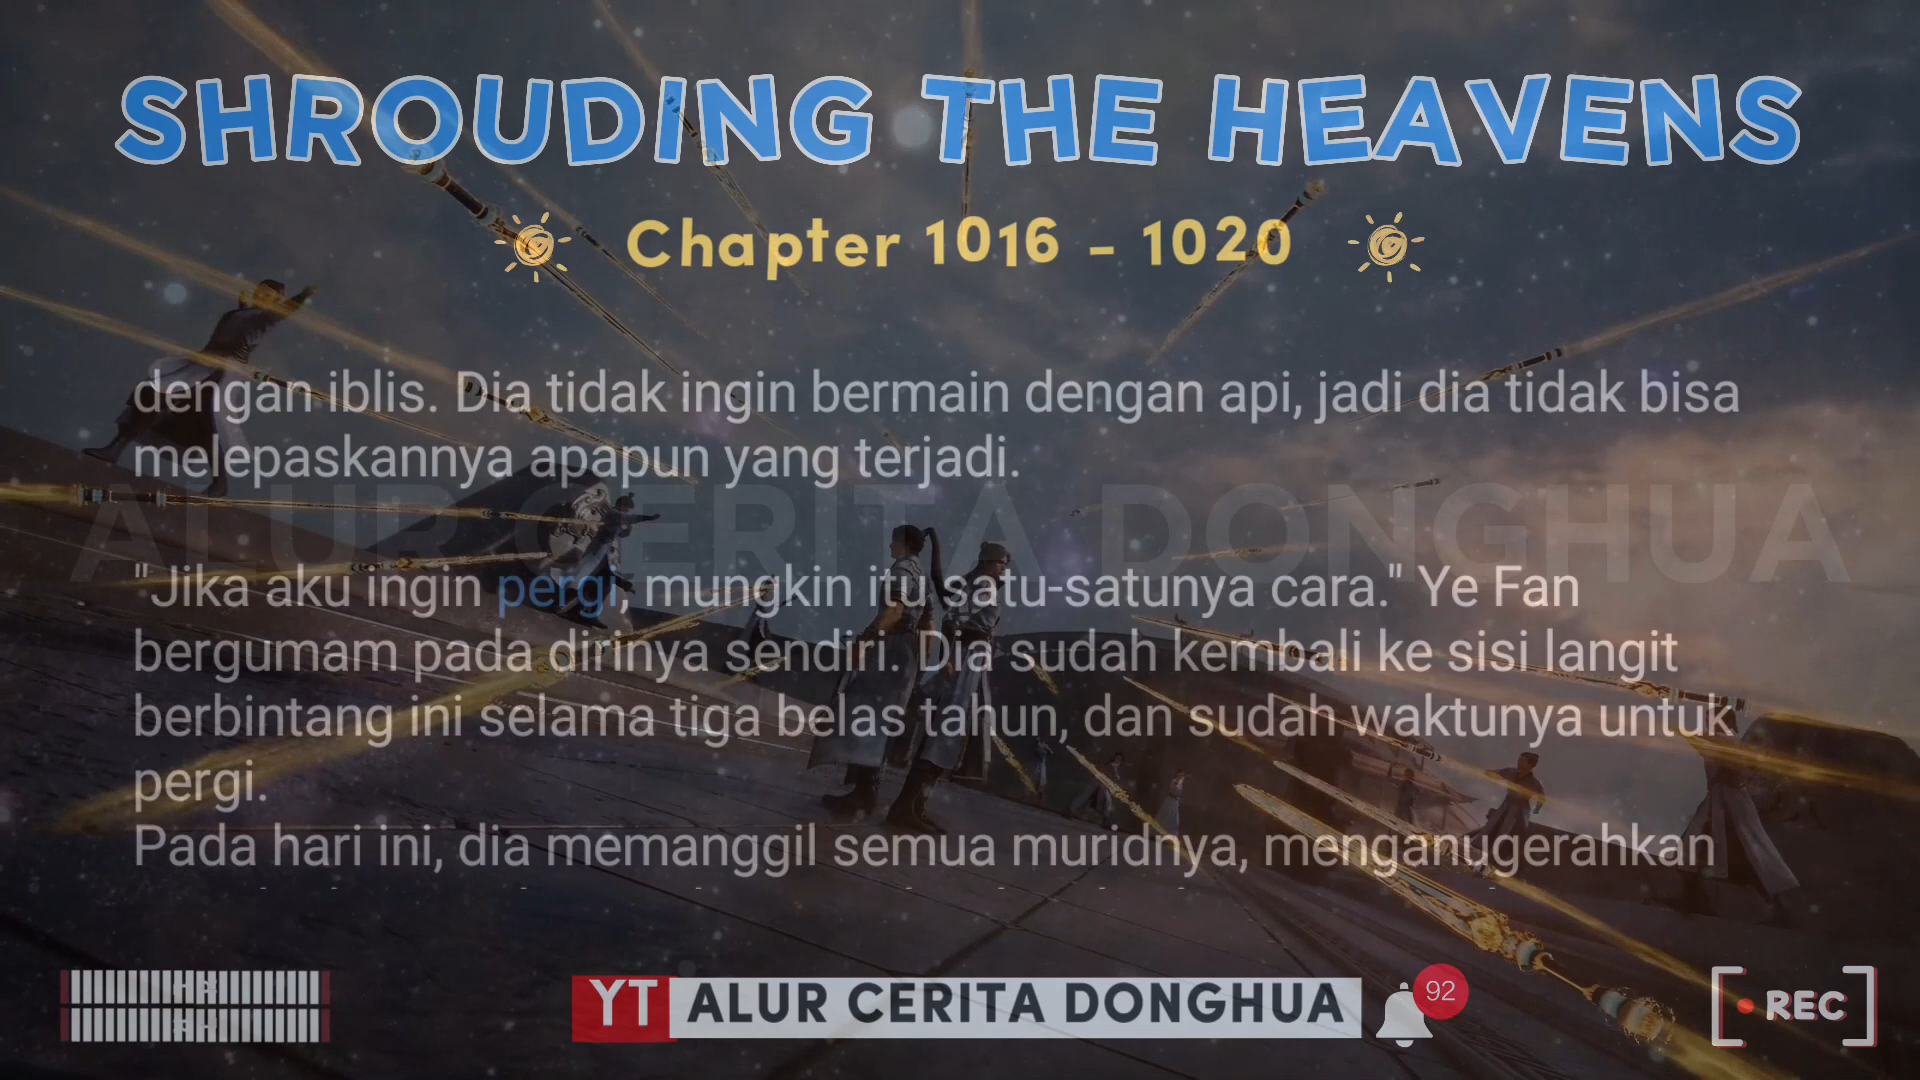 SHROUDING THE HEAVENS
Chapter 1016 - 1020
dengan iblis. Dia tidak ingin bermain dengan api, jadi dia tidak bisa
melepaskannya apapun yang terjadi.
ALUR CERITA DONGHUA
"Jika aku ingin pergi, mungkin itu satu-satunya cara." Ye Fan
bergumam pada dirinya sendiri. Dia sudah kembali ke sisi langit
berbintang ini selama tiga belas tahun, dan sudah waktunya untuk
pergi.
Pada hari ini, dia memanggil semua muridnya, menganugerahkan
YT ALUR CERITA DONGHUA 92
REC